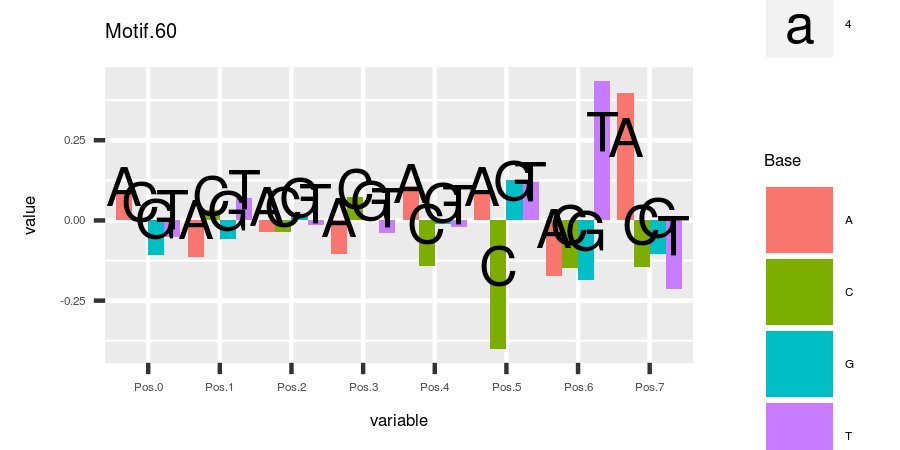 Motif.60
a 4
value
0.25
0.00
-0.25
A C G T A C G T A C G T A C G T A C G T A C G T A C G T A C G T
Pos.0 Pos.1 Pos.2 Pos.3 Pos.4 Pos.5 Pos.6 Pos.7
variable
Base
A
C
G
T